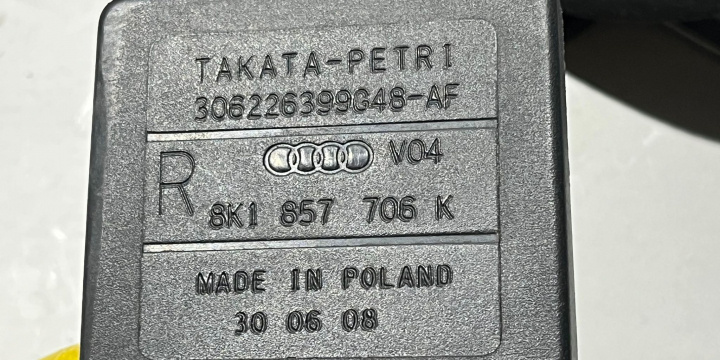 TAKATA-PETRI
306226399G48-AF
R
V04
8K1 857 706 K
MADE IN POLAND
30 06 08